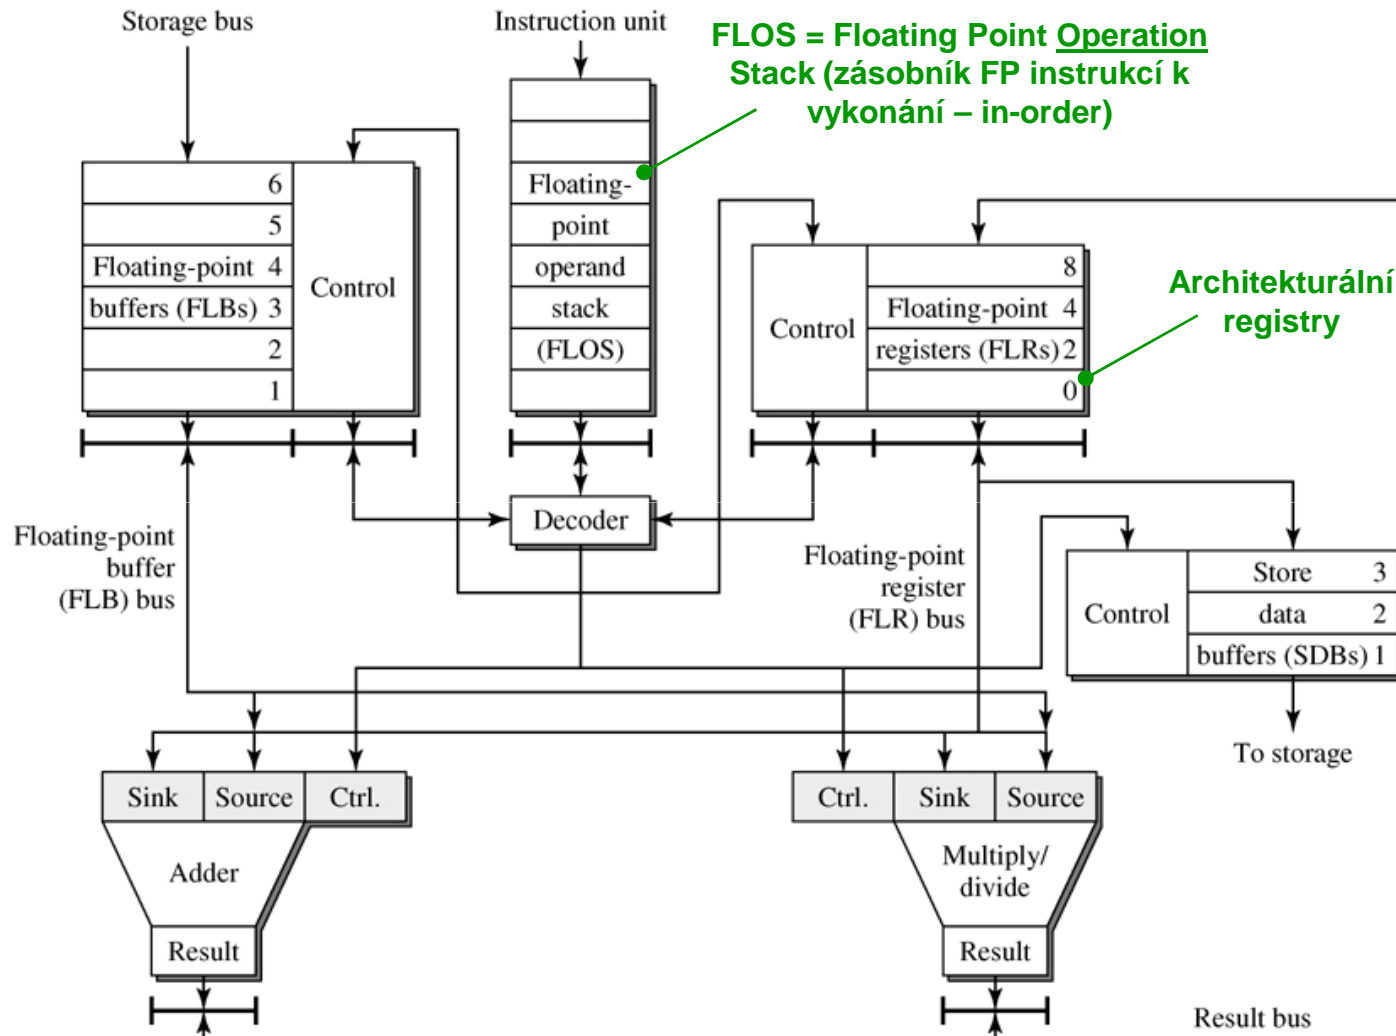 Storage bus
Instruction unit
FLOS = Floating Point Operation
Stack (zásobník FP instrukcí k
vykonání – in-order)
6
5
Floating-point 4
buffers (FLBs) 3
2
1
Control
Floating-
point
operand
stack
(FLOS)
Control
8
Floating-point 4
registers (FLRs) 2
0
Architekturální
registry
Decoder
Floating-point
buffer
(FLB) bus
Floating-point
register
(FLR) bus
Control
Store 3
data 2
buffers (SDBs) 1
To storage
Sink
Source
Ctrl.
Adder
Result
Ctrl.
Sink
Source
Multiply/
divide
Result
Result bus